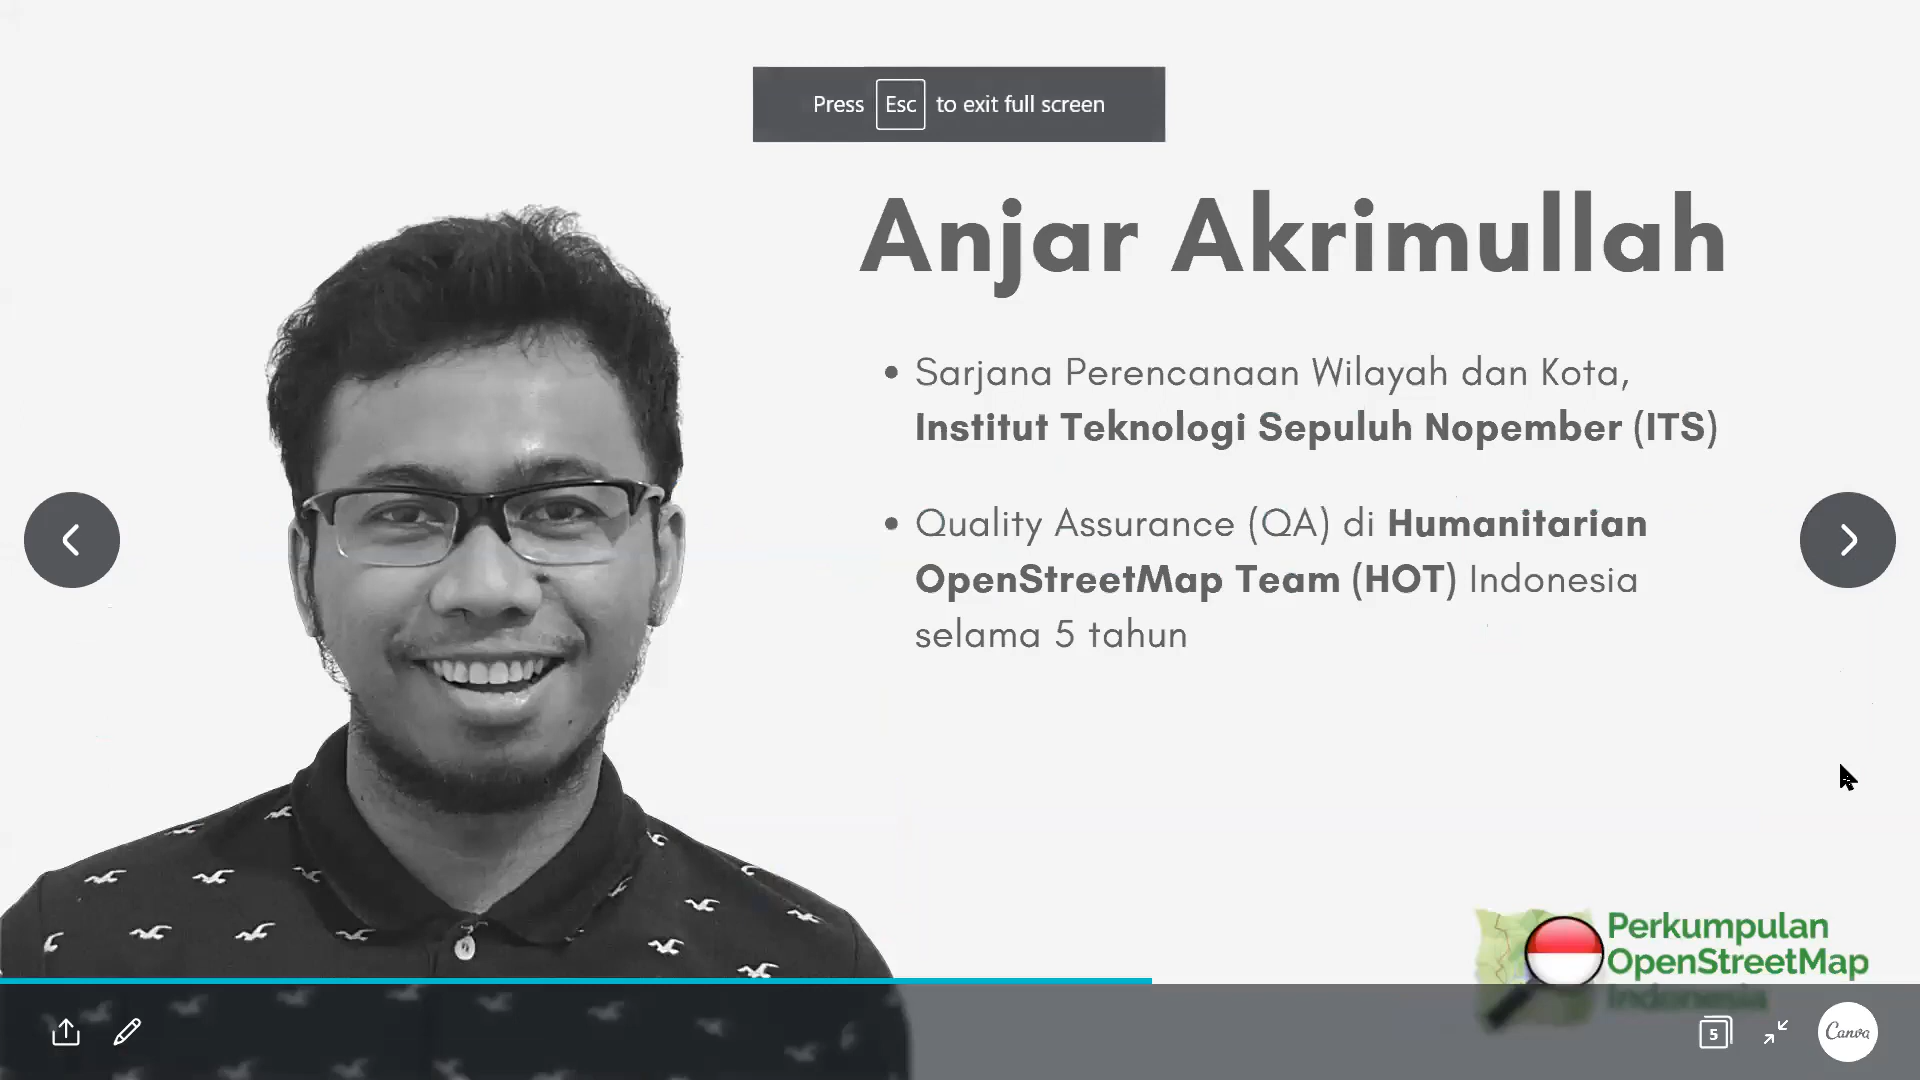 Press Esc to exit full screen
Anjar Akrimullah
• Sarjana Perencanaan Wilayah dan Kota,
Institut Teknologi Sepuluh Nopember (ITS)
• Quality Assurance (QA) di Humanitarian
OpenStreetMap Team (HOT) Indonesia
selama 5 tahun
Perkumpulan
OpenStreetMap
Indonesia
5
Canva